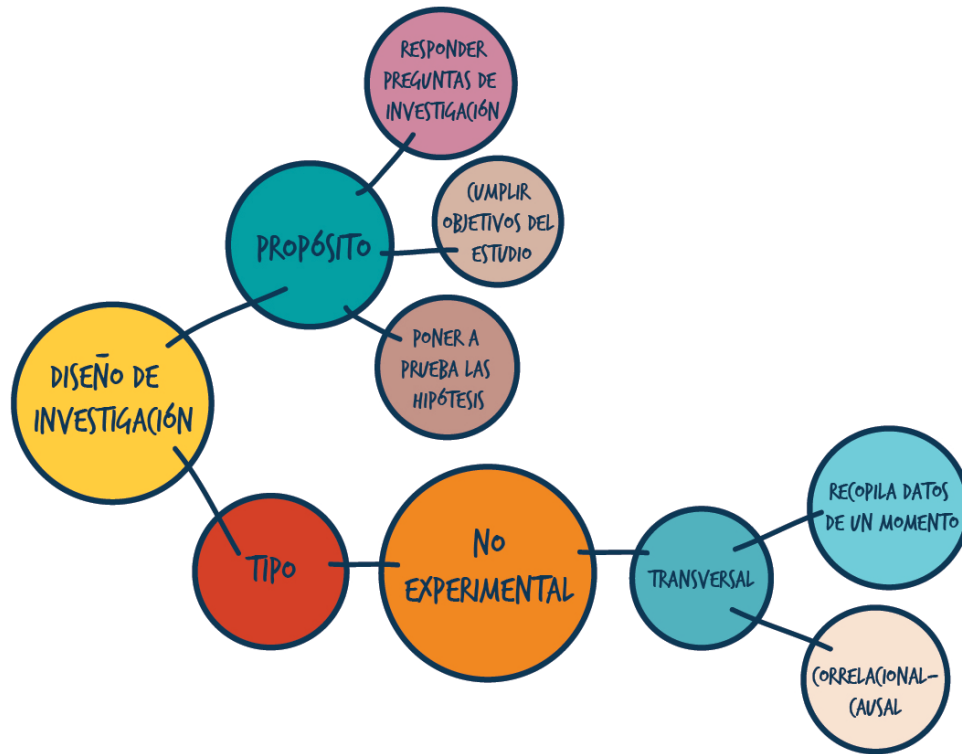 RESPONDER
PREGUNTAS DE
INVESTIGACIÓN
CUMPLIR
OBJETIVOS DEL
ESTUDIO
PROPÓSITO
PONER A
PRUEBA LAS
HIPÓTESIS
DISEÑO DE
INVESTIGACIÓN
TIPO
NO
EXPERIMENTAL
TRANSVERSAL
RECOPILA DATOS
DE UN MOMENTO
CORRELACIONAL-
CAUSAL